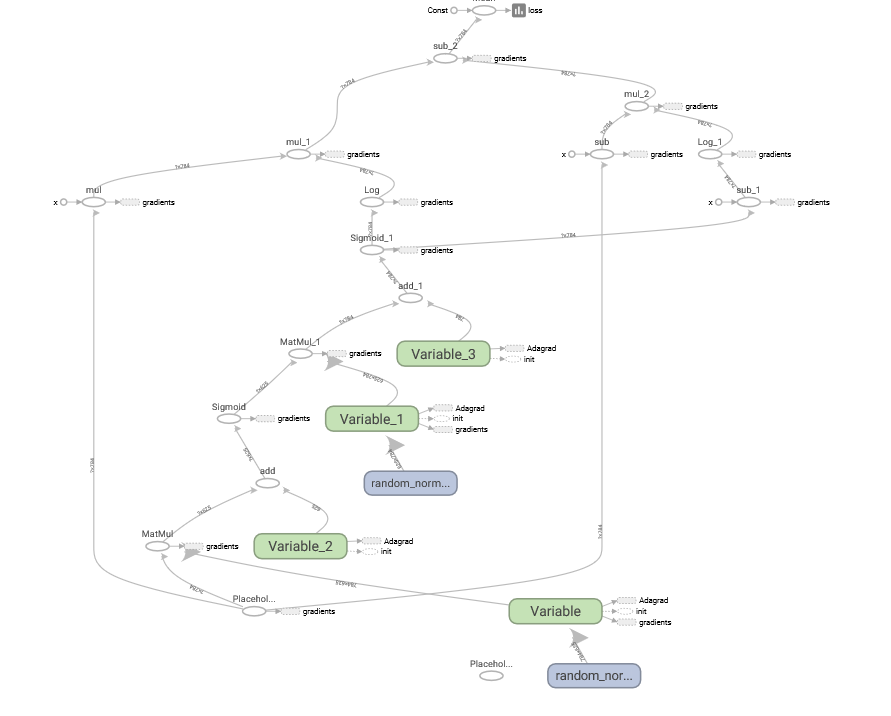 Const
loss
sub_2
gradients
mul_2
gradients
mul_1
gradients
x
sub
gradients
Log_1
gradients
x
mul
gradients
Log
gradients
x
sub_1
gradients
Sigmoid_1
gradients
add_1
MatMul_1
gradients
Variable_3
Adagrad
init
Sigmoid
gradients
Variable_1
Adagrad
init
gradients
add
random_norm...
MatMul
gradients
Variable_2
Adagrad
init
Placehol...
gradients
Variable
Adagrad
init
gradients
Placehol...
random_nor...